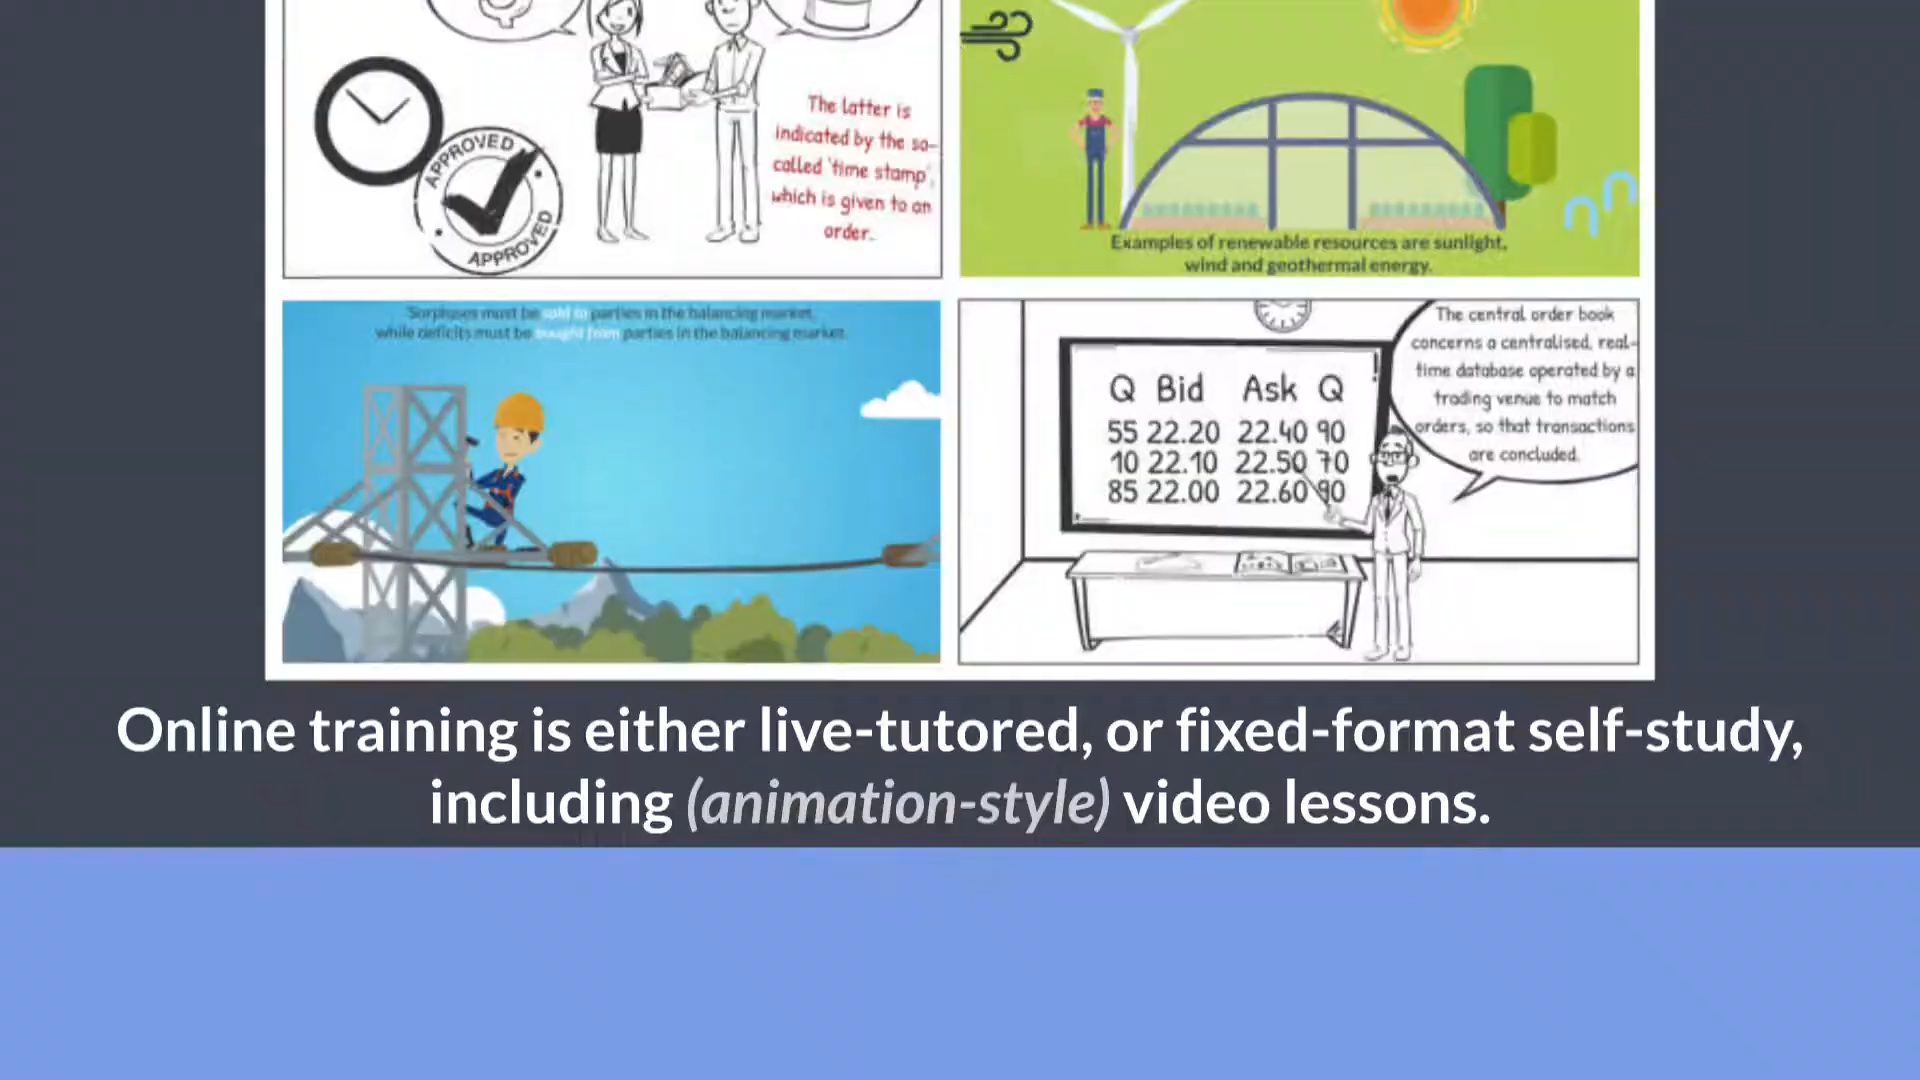 APPROVED
APPROVED
The latter is
indicated by the so-
called 'time stamp',
which is given to an
order.
Examples of renewable resources are sunlight,
wind and geothermal energy.
Surpluses must be sold to parties in the balancing market,
while deficits must be bought from parties in the balancing market.
Q Bid Ask Q
55 22.20 22.40 90
10 22.10 22.50 70
85 22.00 22.60 90
The central order book
concerns a centralised, real-
time database operated by a
trading venue to match
orders, so that transactions
are concluded.
Online training is either live-tutored, or fixed-format self-study,
including (animation-style) video lessons.